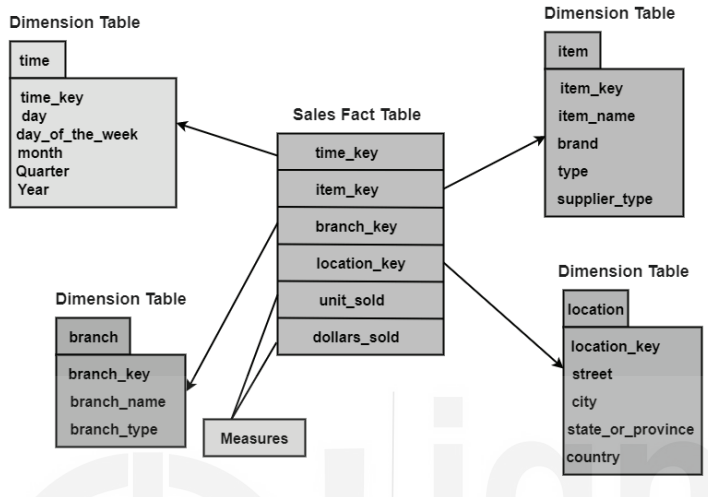 Dimension Table
time
time_key
day
day_of_the_week
month
Quarter
Year
Sales Fact Table
time_key
item_key
branch_key
location_key
unit_sold
dollars_sold
Dimension Table
item
item_key
item_name
brand
type
supplier_type
Dimension Table
branch
branch_key
branch_name
branch_type
Measures
Dimension Table
location
location_key
street
city
state_or_province
country